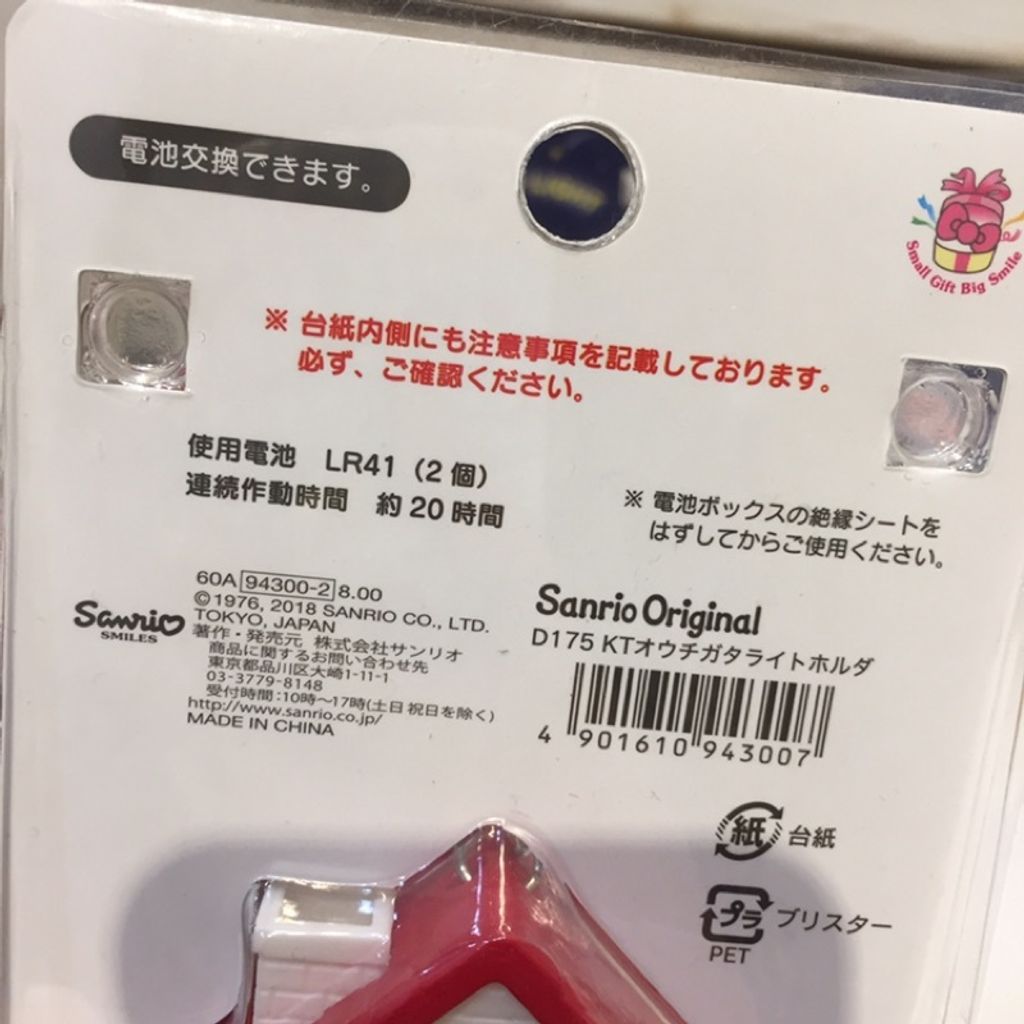 電池交換できます。
Small Gift Big Smile
※ 台紙内側にも注意事項を記載しております。
必ず、ご確認ください。
使用電池 LR41（2個）
連続作動時間 約20時間
※ 電池ボックスの絶縁シートを
はずしてからご使用ください。
Sanrio
SMILES
60A 94300-2 8.00
©1976, 2018 SANRIO CO., LTD.
TOKYO, JAPAN
著作・発売元 株式会社サンリオ
商品に関するお問い合わせ先
東京都品川区大崎1-11-1
03-3779-8148
受付時間：10時～17時(土日祝日を除く)
http://www.sanrio.co.jp/
MADE IN CHINA
Sanrio Original
D175 KTオウチガタライトホルダ
4 901610 943007
紙 台紙
プラ ブリスター
PET